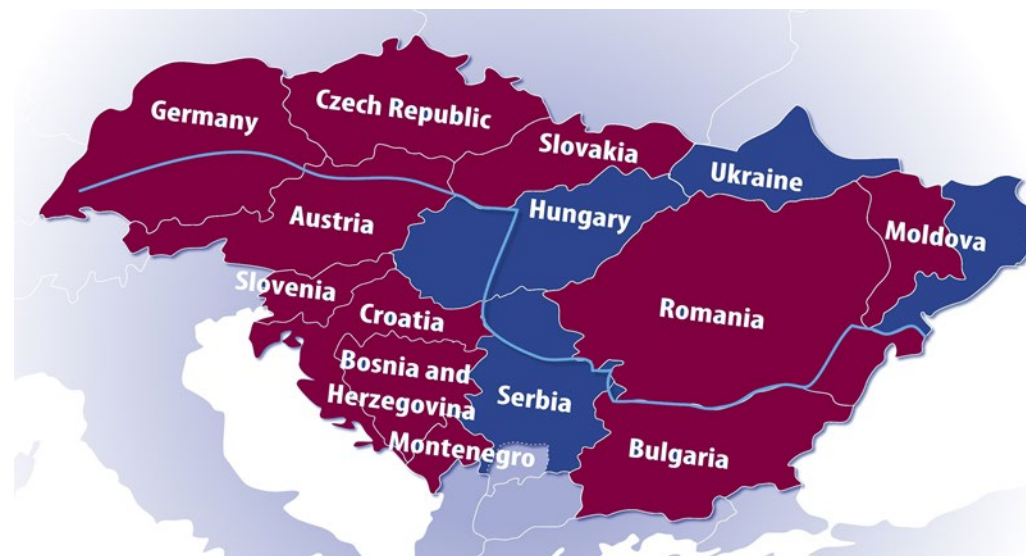 Germany
Czech Republic
Slovakia
Ukraine
Austria
Hungary
Moldova
Slovenia
Croatia
Romania
Bosnia and
Herzegovina
Serbia
Montenegro
Bulgaria